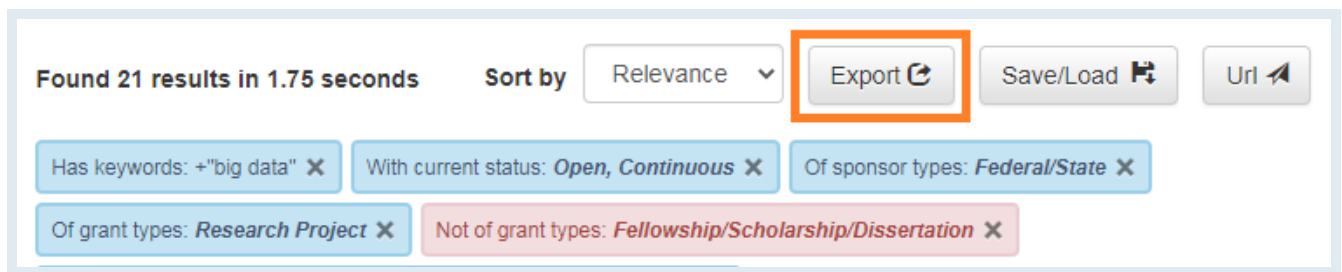 Found 21 results in 1.75 seconds Sort by Relevance Export Save/Load Url
Has keywords: +"big data" With current status: Open, Continuous Of sponsor types: Federal/State
Of grant types: Research Project Not of grant types: Fellowship/Scholarship/Dissertation